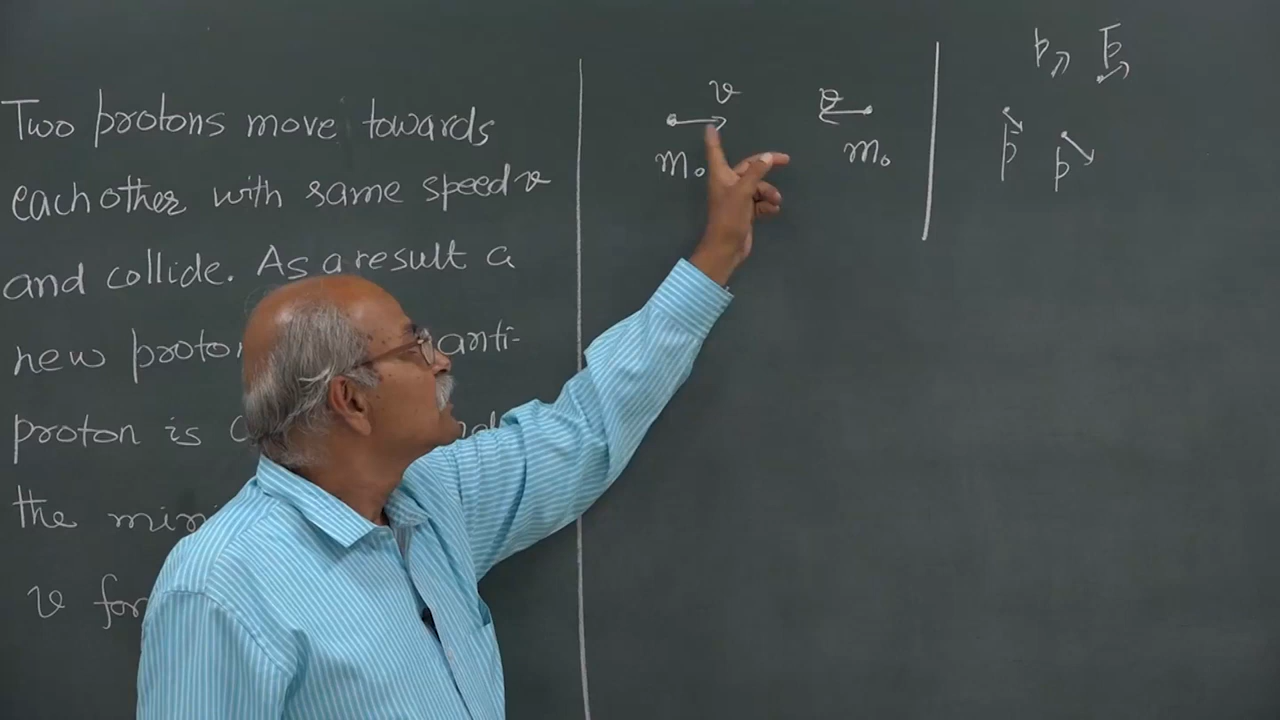 Two protons move towards
each other with same speed v
and collide. As a result a
new proton anti-
proton is
the
v for
v
v
m₀
m₀
p p̅
p
p